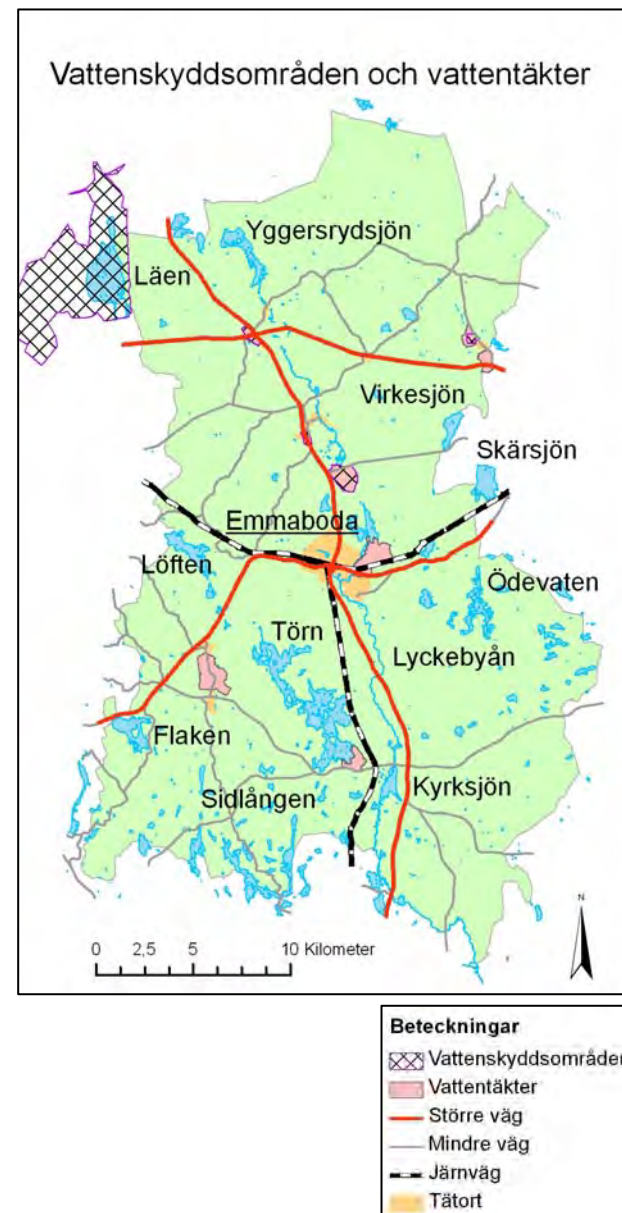 Vattenskyddsområden och vattentäkter
Yggersrydsjön
Läen
Virkesjön
Skärsjön
Emmaboda
Löften
Ödevaten
Törn
Lyckebyån
Flaken
Sidlången
Kyrksjön
N
0 2,5 5 10 Kilometer
Beteckningar
Vattenskyddsområden
Vattentäkter
Större väg
Mindre väg
Järnväg
Tätort